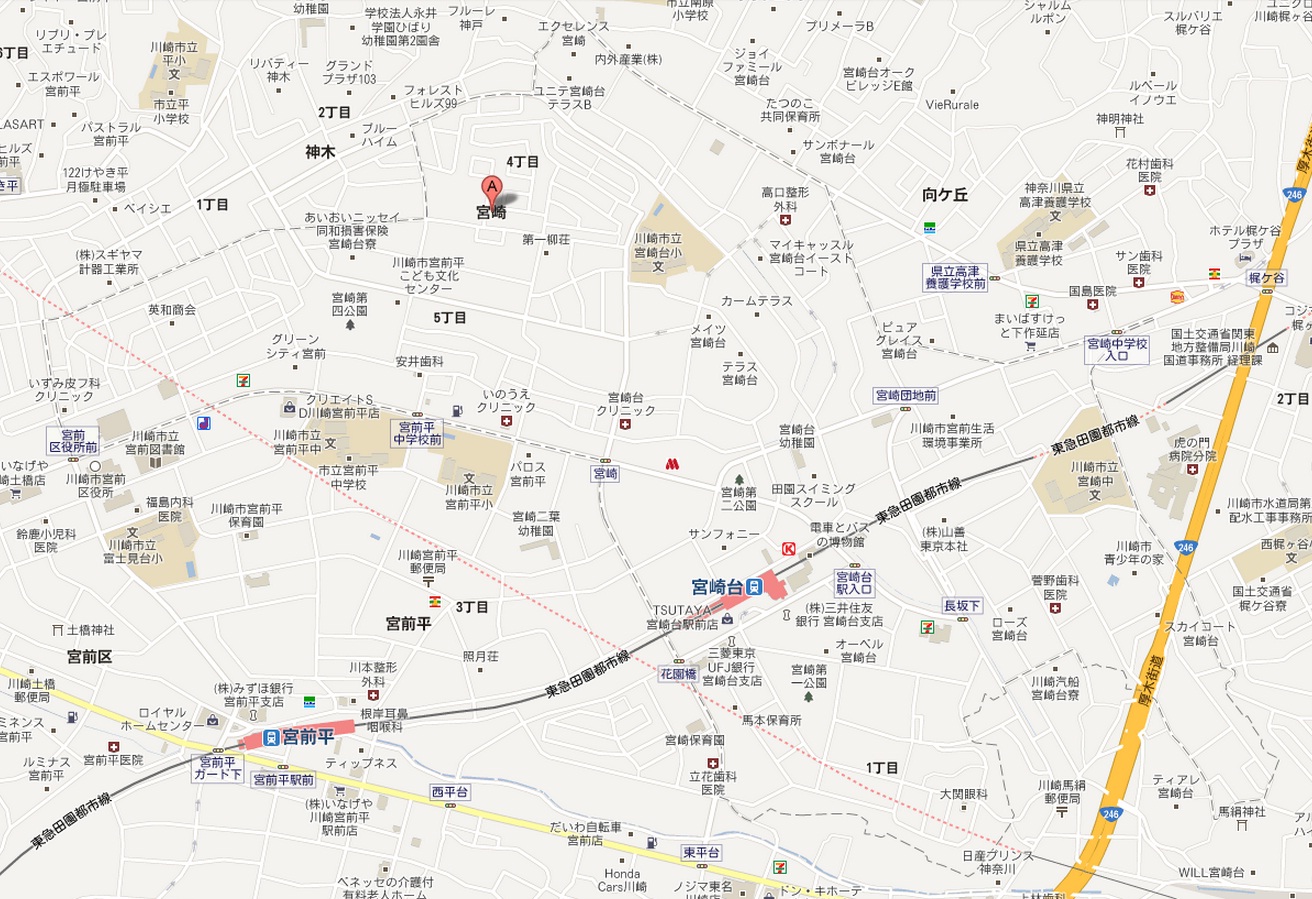 幼稚園
学校法人永井
学園ひばり
幼稚園第2園舎
フルーレ
神戸
エクセレンス
宮崎
市立南原
小学校
プリメーラB
シャルム
ルポン
スルバリエ
梶ケ谷
ユニクロ
川崎梶ヶ谷
リブリ・プレ
エチュード
川崎市立
平小
文
市立平
小学校
6丁目
エスポワール
宮前平
リバティー
神木
グランド
プラザ103
フォレスト
ヒルズ99
内外産業(株)
ユニテ宮崎台
テラスB
ジョイ
ファミール
宮崎台
宮崎台オーク
ビレッジE館
VieRurale
ルベール
イノウエ
たつのこ
共同保育所
神明神社
LASART
パストラル
宮前平
2丁目
ブルー
ハイム
神木
4丁目
サンボナール
宮崎台
花村歯科
医院
厚木街道
246
122けやき平
月極駐車場
ベイシエ
1丁目
A
宮崎
高口整形
外科
向ケ丘
神奈川県立
高津養護学校
文
県立高津
養護学校
あいおいニッセイ
同和損害保険
宮崎台寮
第一柳荘
川崎市立
宮崎台小
文
マイキャッスル
宮崎台イースト
コート
ホテル梶ケ谷
プラザ
(株)スギヤマ
計器工業所
川崎市宮前平
こども文化
センター
県立高津
養護学校前
サン歯科
医院
国島医院
梶ケ谷
英和商会
宮崎第
四公園
5丁目
カームテラス
メイツ
宮崎台
ピュア
グレイス
宮崎台
まいばすけっ
と下作延店
宮崎中学校
入口
国土交通省関東
地方整備局川崎
国道事務所 経理課
グリーン
シティ宮前
安井歯科
テラス
宮崎台
いずみ皮フ科
クリニック
クリエイトS.
D川崎宮前平店
いのうえ
クリニック
宮崎台
クリニック
宮崎団地前
2丁目
宮前
区役所前
川崎市立
宮前図書館
川崎市立
宮前平中
文
宮前平
中学校前
宮崎台
幼稚園
川崎市宮前生活
環境事業所
東急田園都市線
虎の門
病院分院
川崎市宮前
区役所
市立宮前平
中学校
文
川崎市立
宮前平小
パロス
宮前平
宮崎
宮崎第
二公園
田園スイミング
スクール
東急田園都市線
川崎市立
宮崎中
文
福島内科
医院
川崎市宮前平
保育園
宮崎二葉
幼稚園
サンフォニー
電車とバス
の博物館
(株)山善
東京本社
川崎市水道局第
配水工事事務所
鈴鹿小児科
医院
文
川崎市立
富士見台小
川崎宮前平
郵便局
K
宮崎台
宮崎台
駅入口
川崎市
青少年の家
246
西梶ケ谷小
文
3丁目
宮前平
TSUTAYA
宮崎台駅前店
(株)三井住友
銀行 宮崎台支店
長坂下
菅野歯科
医院
ローズ
宮崎台
国土交通省
梶ケ谷寮
土橋神社
宮前区
照月荘
東急田園都市線
花園橋
三菱東京
UFJ銀行
宮崎台支店
オーベル
宮崎台
宮崎第
一公園
スカイコート
宮崎台
川崎汽船
宮崎台寮
厚木街道
川崎土橋
郵便局
(株)みずほ銀行
宮前平支店
川本整形
外科
根岸耳鼻
咽喉科
馬本保育所
宮崎保育園
ロイヤル
ホームセンター
宮前平
宮前平医院
ルミナス
宮前平
宮前平
ガード下
宮前平駅前
ティップネス
西平台
立花歯科
医院
1丁目
大関眼科
川崎馬絹
郵便局
ティアレ
宮崎台
馬絹神社
246
東急田園都市線
(株)いなげや
川崎宮前平
駅前店
だいわ自転車
宮前店
東平台
日産プリンス
神奈川
ベネッセの介護付
有料老人ホーム
Honda
Cars川崎
ノジマ東名
川崎店
ドン・キホーテ
上林歯科
WILL宮崎台